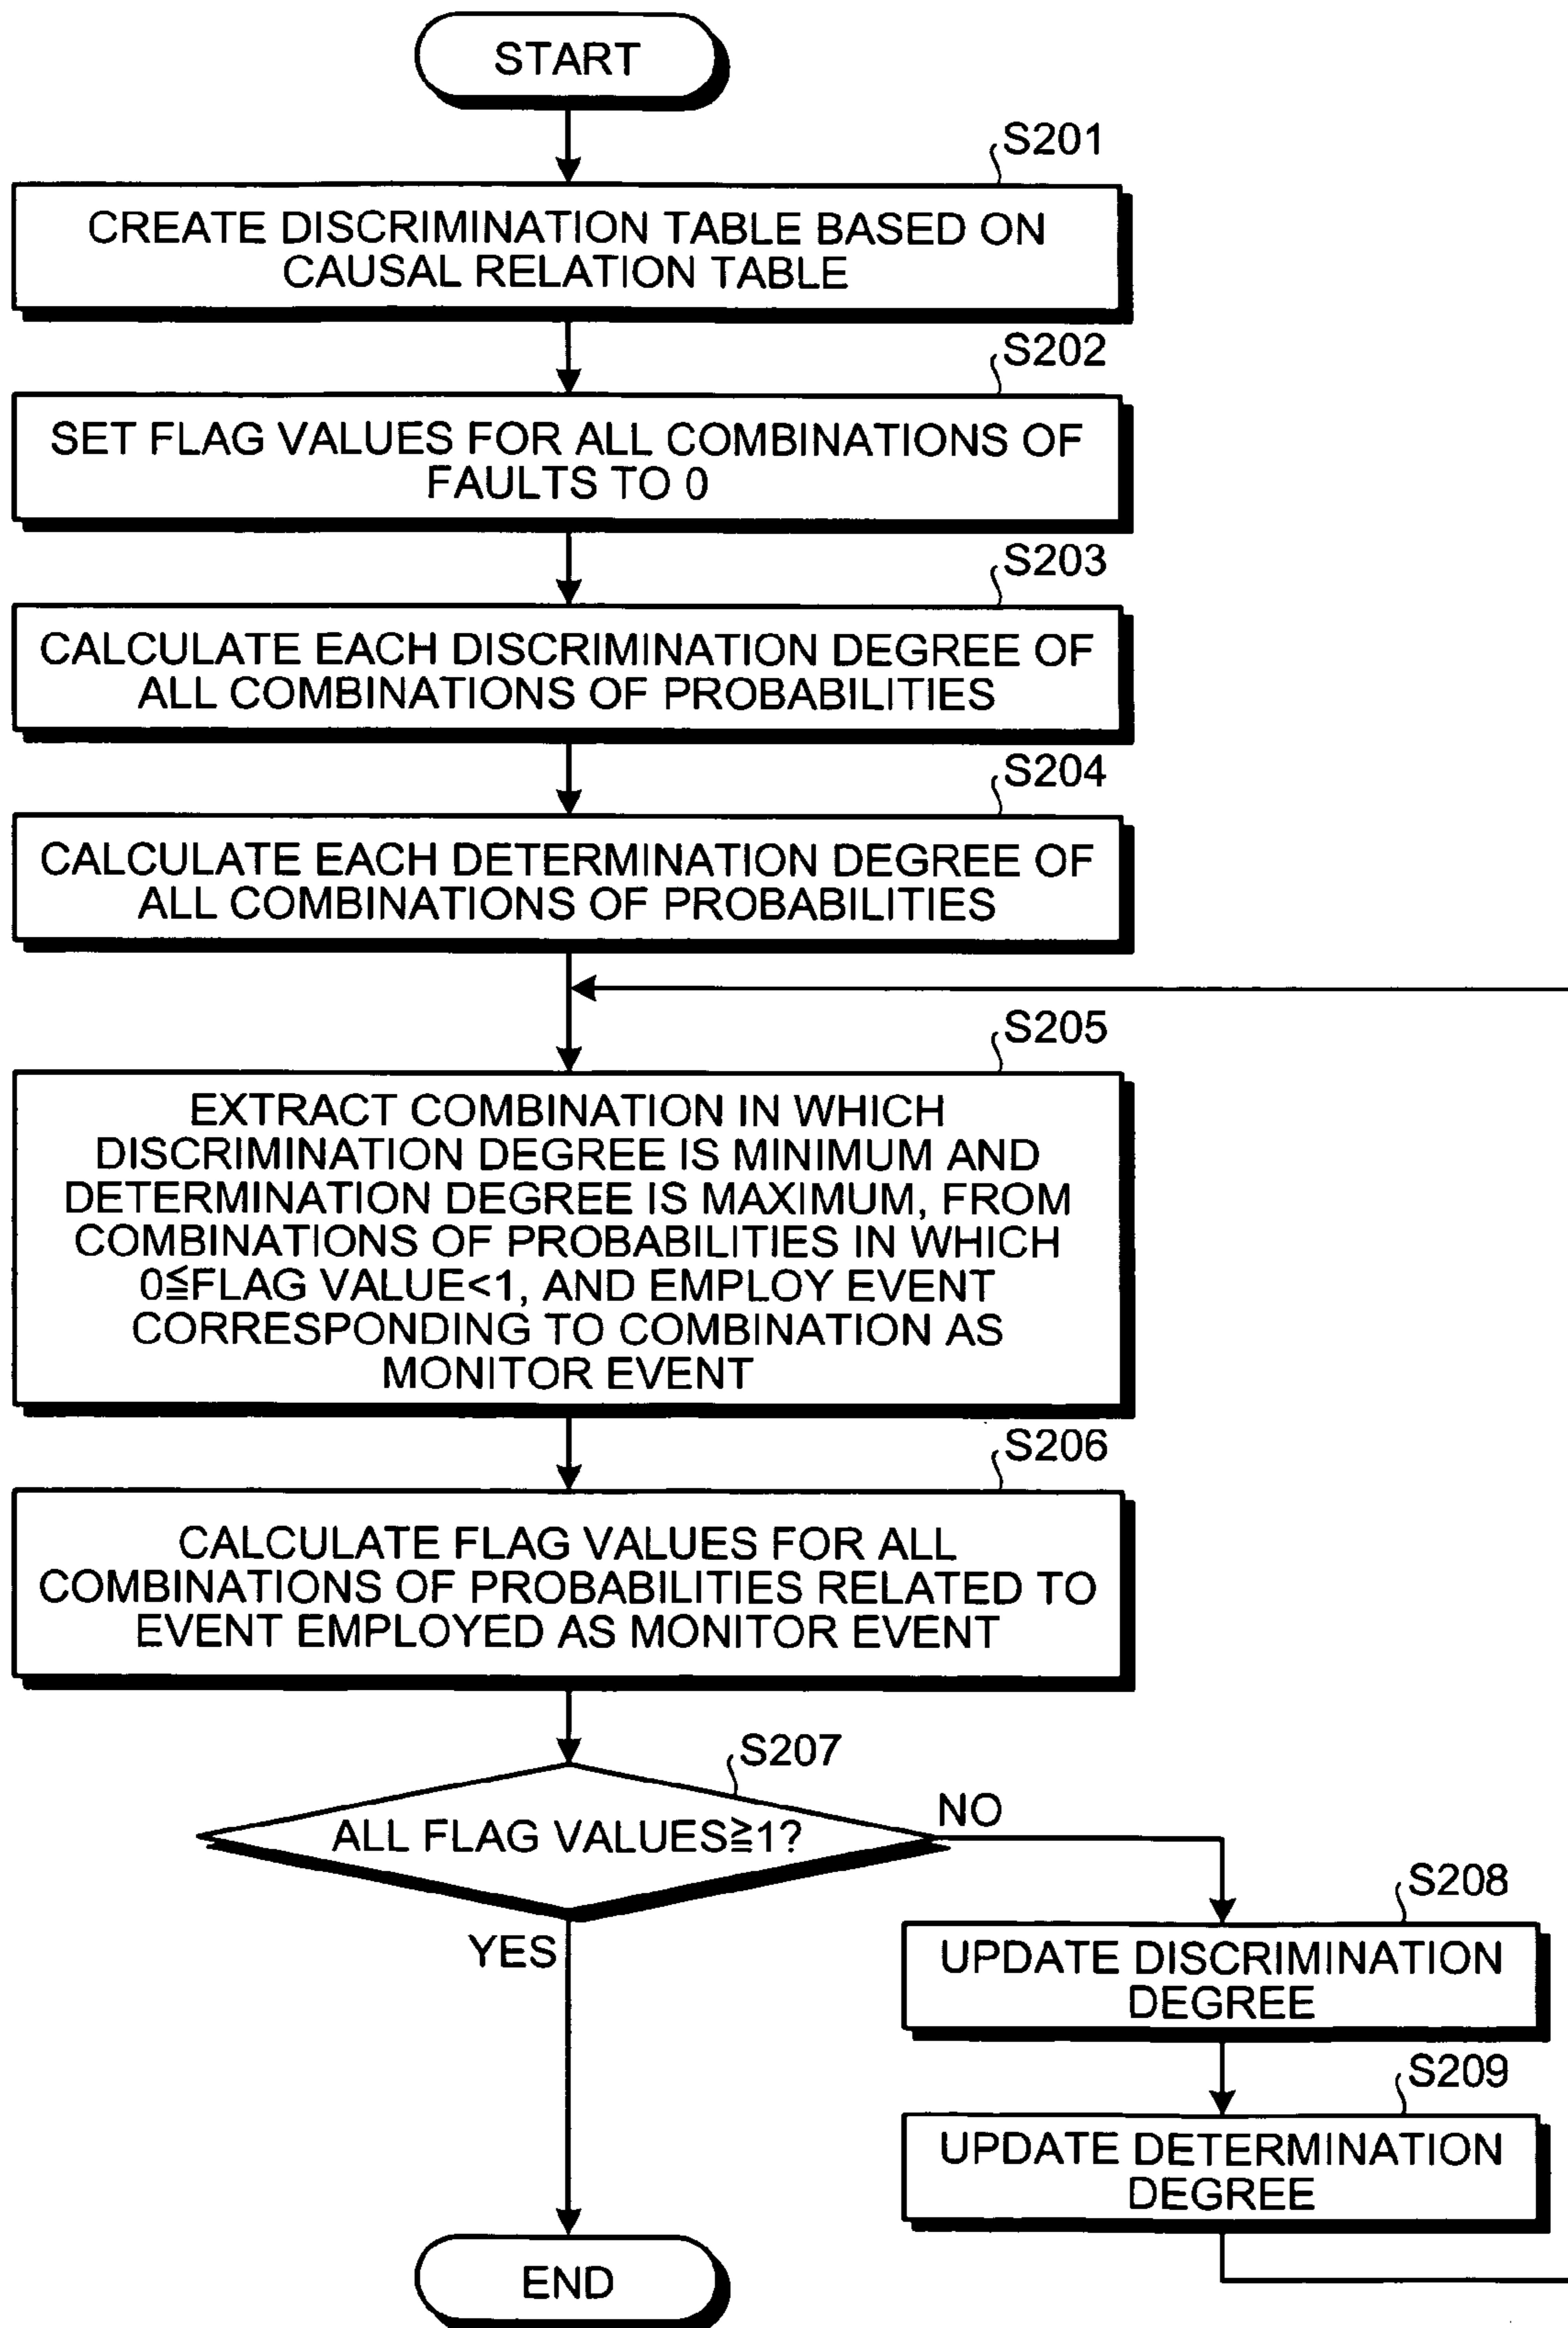 START
S201
CREATE DISCRIMINATION TABLE BASED ON
CAUSAL RELATION TABLE
S202
SET FLAG VALUES FOR ALL COMBINATIONS OF
FAULTS TO 0
S203
CALCULATE EACH DISCRIMINATION DEGREE OF
ALL COMBINATIONS OF PROBABILITIES
S204
CALCULATE EACH DETERMINATION DEGREE OF
ALL COMBINATIONS OF PROBABILITIES
S205
EXTRACT COMBINATION IN WHICH
DISCRIMINATION DEGREE IS MINIMUM AND
DETERMINATION DEGREE IS MAXIMUM, FROM
COMBINATIONS OF PROBABILITIES IN WHICH
0≦FLAG VALUE<1, AND EMPLOY EVENT
CORRESPONDING TO COMBINATION AS
MONITOR EVENT
S206
CALCULATE FLAG VALUES FOR ALL
COMBINATIONS OF PROBABILITIES RELATED TO
EVENT EMPLOYED AS MONITOR EVENT
S207
ALL FLAG VALUES≧1?
NO
YES
S208
UPDATE DISCRIMINATION
DEGREE
S209
UPDATE DETERMINATION
DEGREE
END